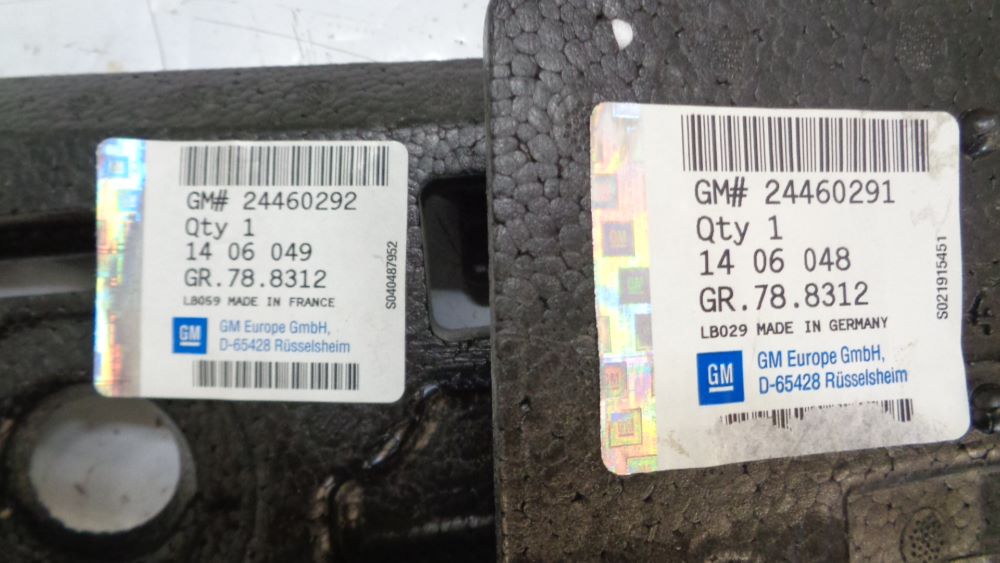 GM# 24460292
Qty 1
14 06 049
GR.78.8312
LB059 MADE IN FRANCE
GM
GM Europe GmbH,
D-65428 Rüsselsheim
S040487952
GM# 24460291
Qty 1
14 06 048
GR.78.8312
LB029 MADE IN GERMANY
GM
GM Europe GmbH,
D-65428 Rüsselsheim
S021915451